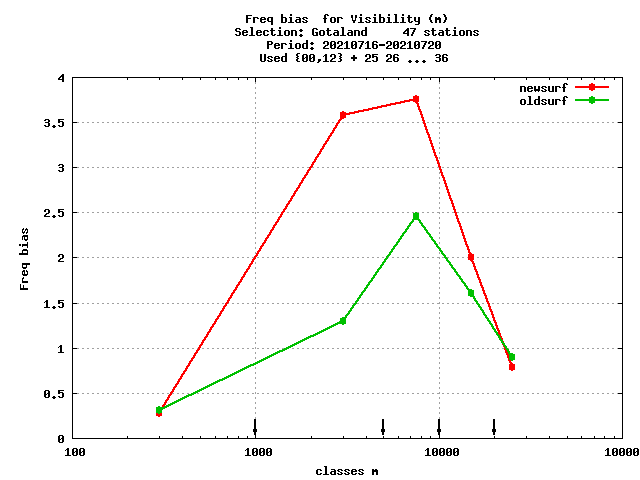 Freq bias  for Visibility (m)
Selection: Gotaland     47 stations
Period: 20210716-20210720
Used {00,12} + 25 26 ... 36
newsurf
oldsurf
4
3.5
3
2.5
2
1.5
1
0.5
0
Freq bias
100
1000
10000
10000
classes m